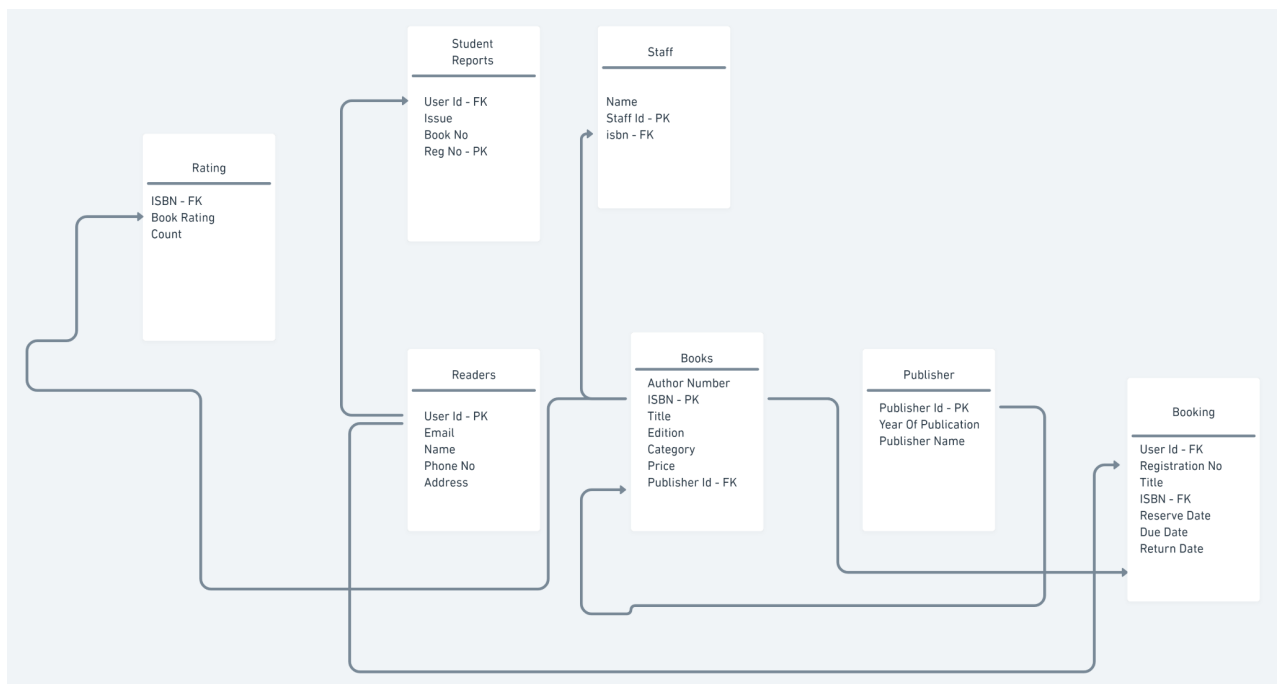 Student
Reports
User Id - FK
Issue
Book No
Reg No - PK
Staff
Name
Staff Id - PK
isbn - FK
Rating
ISBN - FK
Book Rating
Count
Readers
User Id - PK
Email
Name
Phone No
Address
Books
Author Number
ISBN - PK
Title
Edition
Category
Price
Publisher Id - FK
Publisher
Publisher Id - PK
Year Of Publication
Publisher Name
Booking
User Id - FK
Registration No
Title
ISBN - FK
Reserve Date
Due Date
Return Date